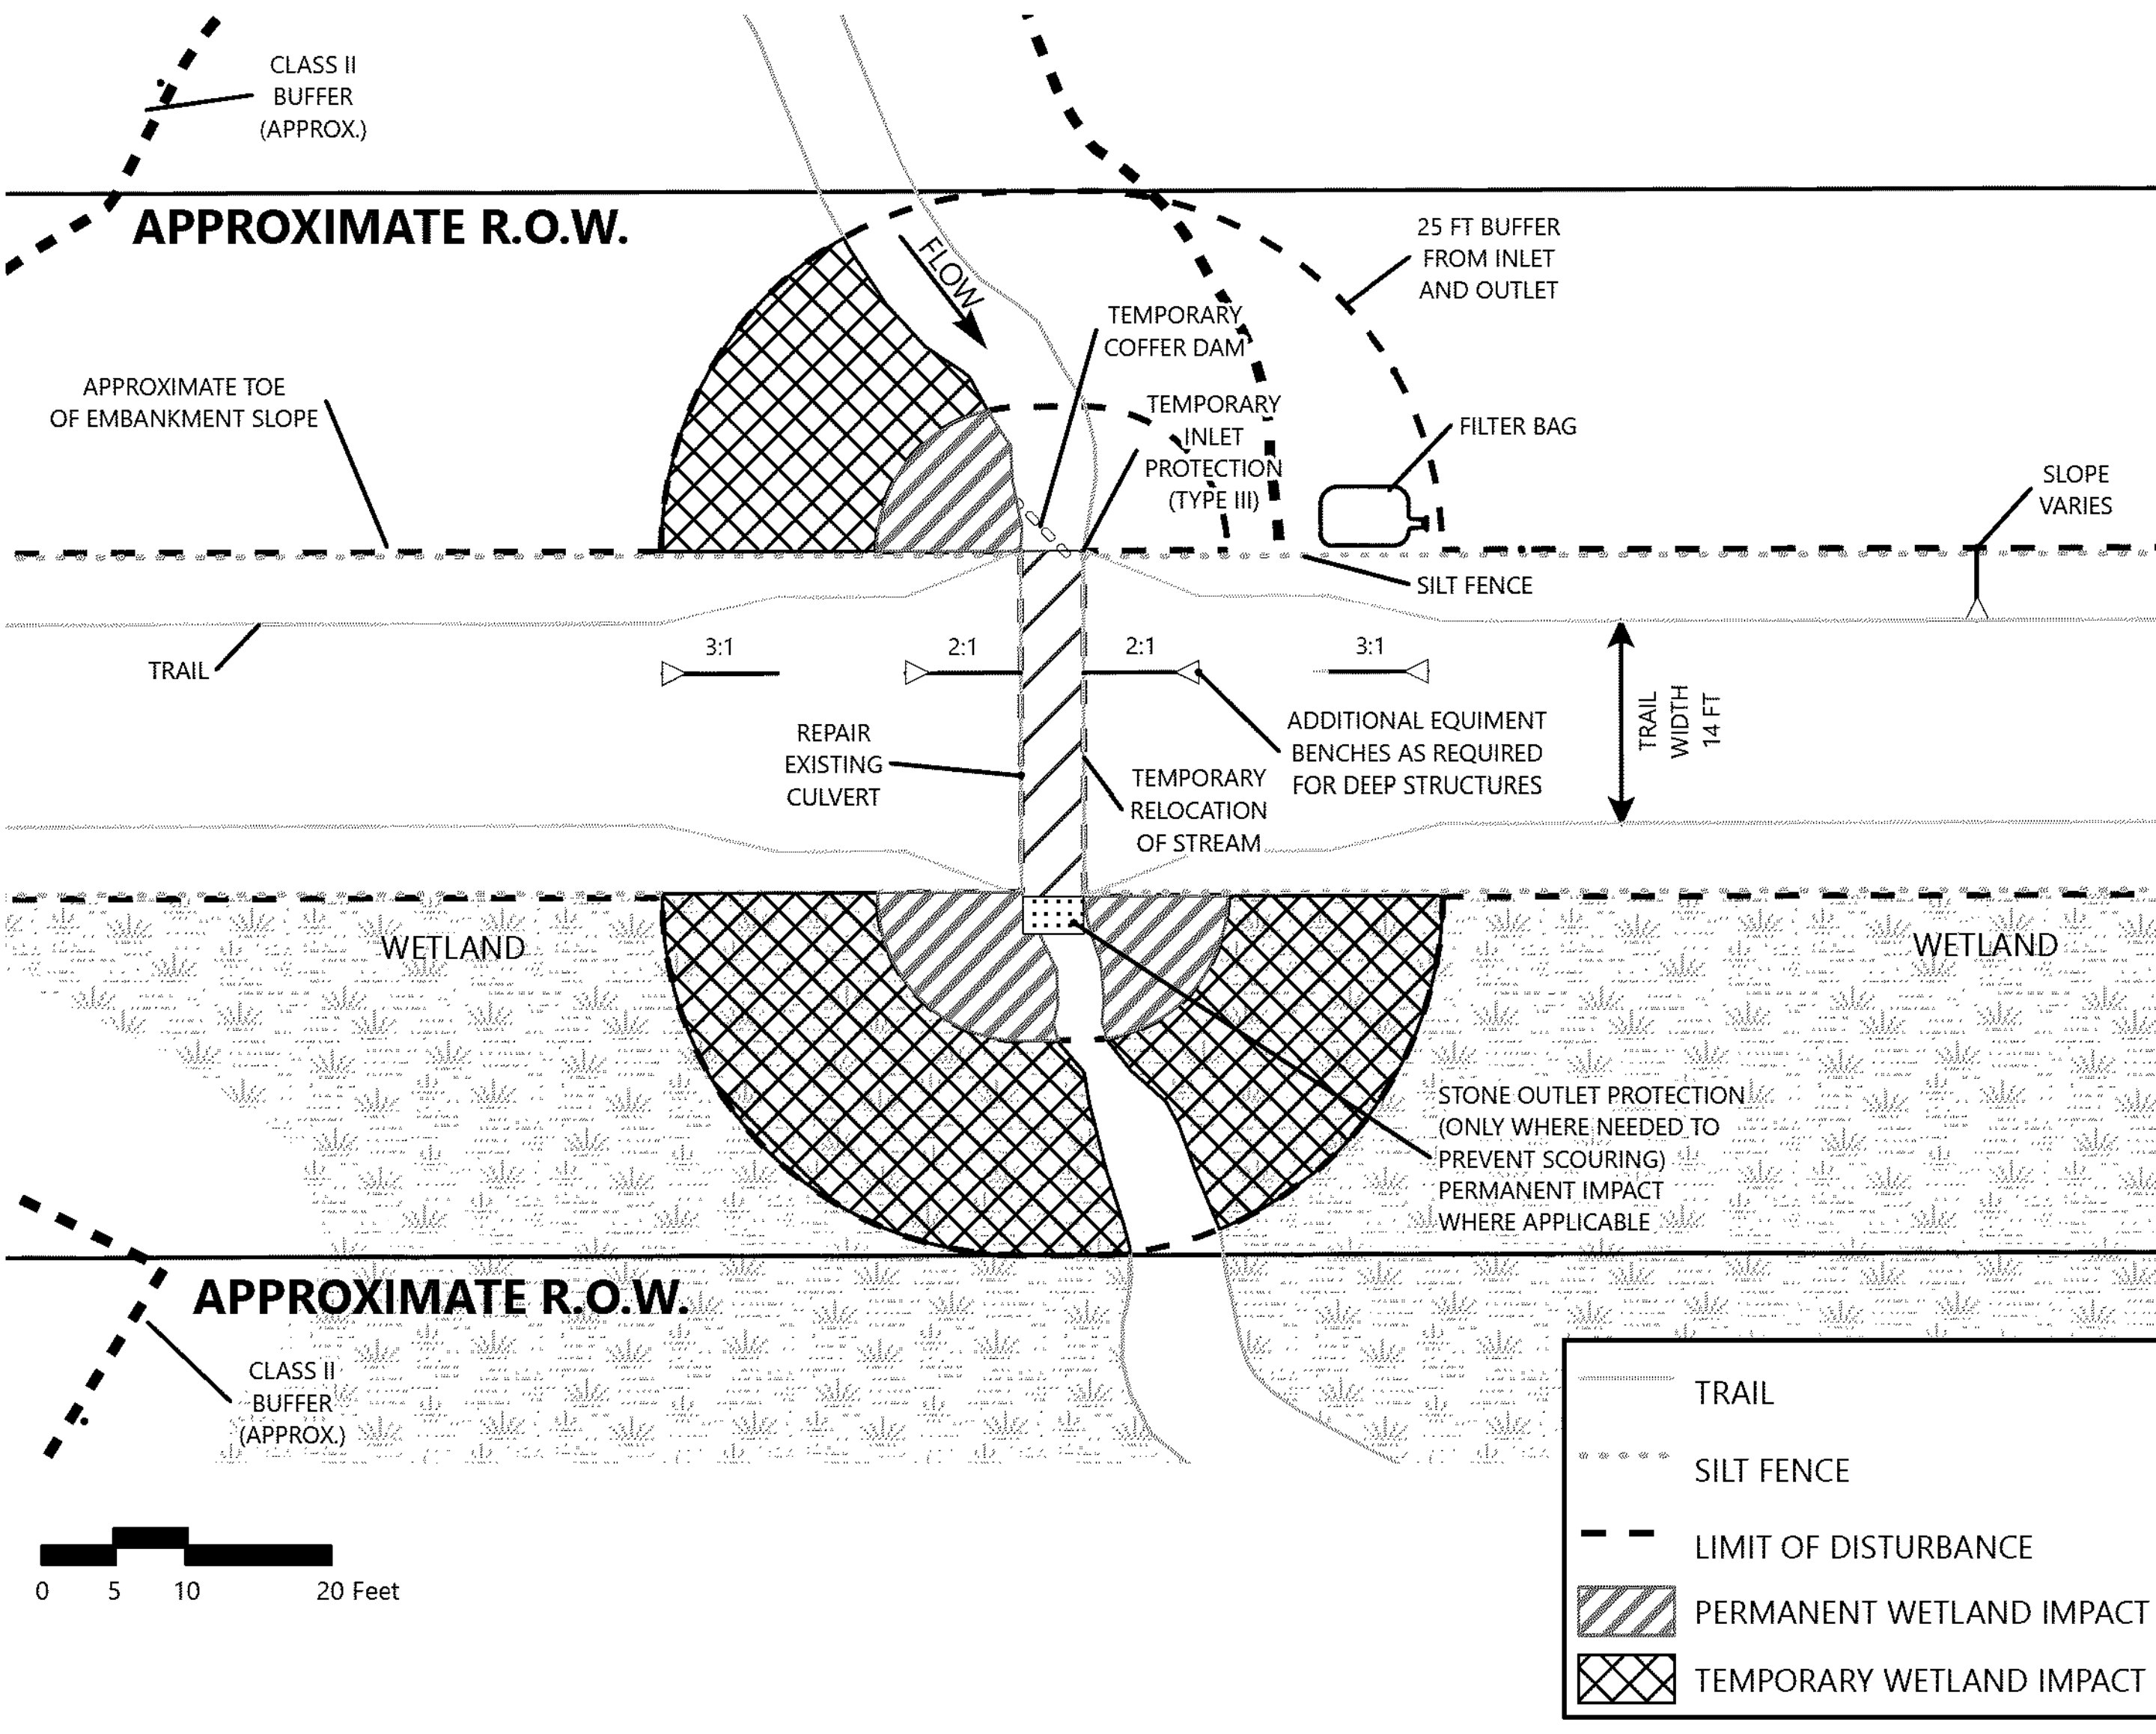 CLASS II
BUFFER
(APPROX.)
APPROXIMATE R.O.W.
25 FT BUFFER
FROM INLET
AND OUTLET
FLOW
TEMPORARY
COFFER DAM
APPROXIMATE TOE
OF EMBANKMENT SLOPE
TEMPORARY
INLET
PROTECTION
(TYPE III)
FILTER BAG
SLOPE
VARIES
SILT FENCE
TRAIL
3:1
2:1
2:1
3:1
TRAIL
WIDTH
14 FT
REPAIR
EXISTING
CULVERT
ADDITIONAL EQUIMENT
BENCHES AS REQUIRED
FOR DEEP STRUCTURES
TEMPORARY
RELOCATION
OF STREAM
WETLAND
WETLAND
STONE OUTLET PROTECTION
(ONLY WHERE NEEDED TO
PREVENT SCOURING)
PERMANENT IMPACT
WHERE APPLICABLE
APPROXIMATE R.O.W.
CLASS II
BUFFER
(APPROX.)
TRAIL
SILT FENCE
LIMIT OF DISTURBANCE
PERMANENT WETLAND IMPACT
TEMPORARY WETLAND IMPACT
0 5 10 20 Feet